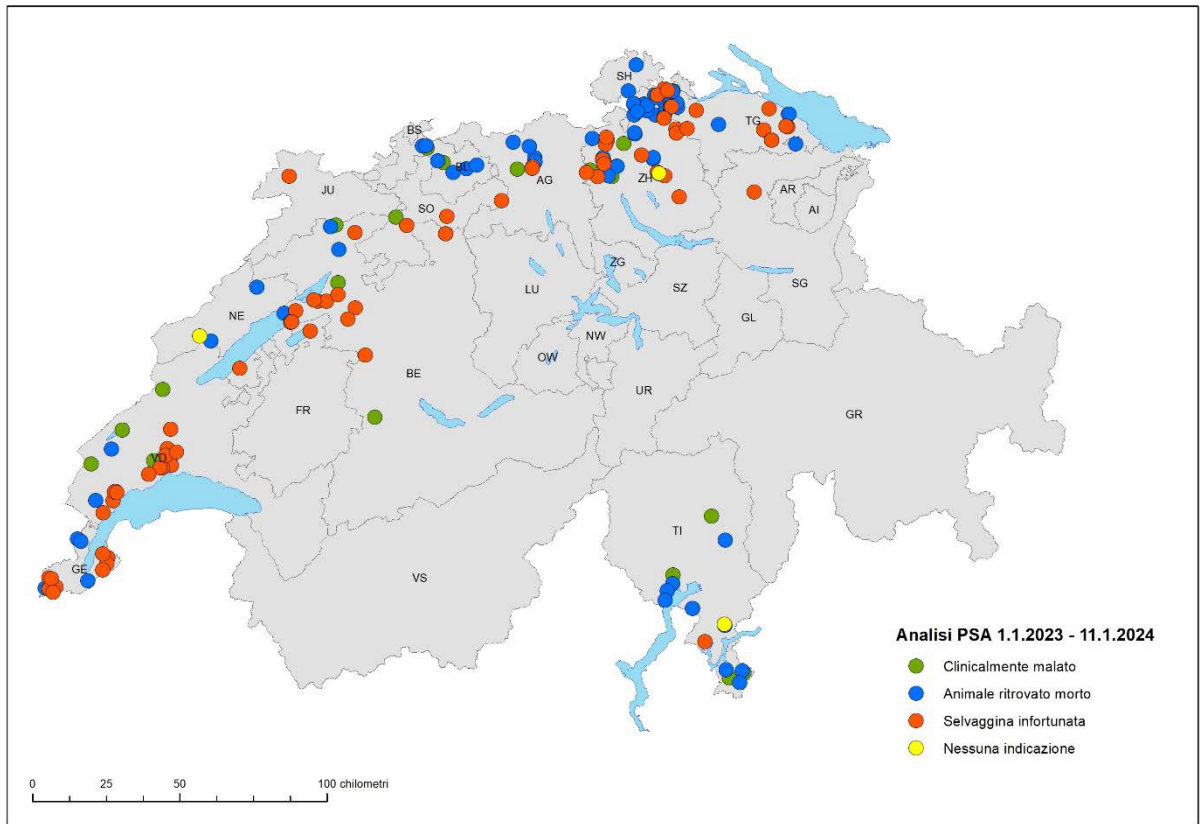 SH
BS
TG
BL
JU
AG
ZH
AR
SO
AI
ZG
LU
SZ
SG
NE
GL
NW
OW
BE
UR
FR
GR
VD
TI
GE
VS
Analisi PSA 1.1.2023 - 11.1.2024
Clinicalmente malato
Animale ritrovato morto
Selvaggina infortunata
Nessuna indicazione
0 25 50 100 chilometri